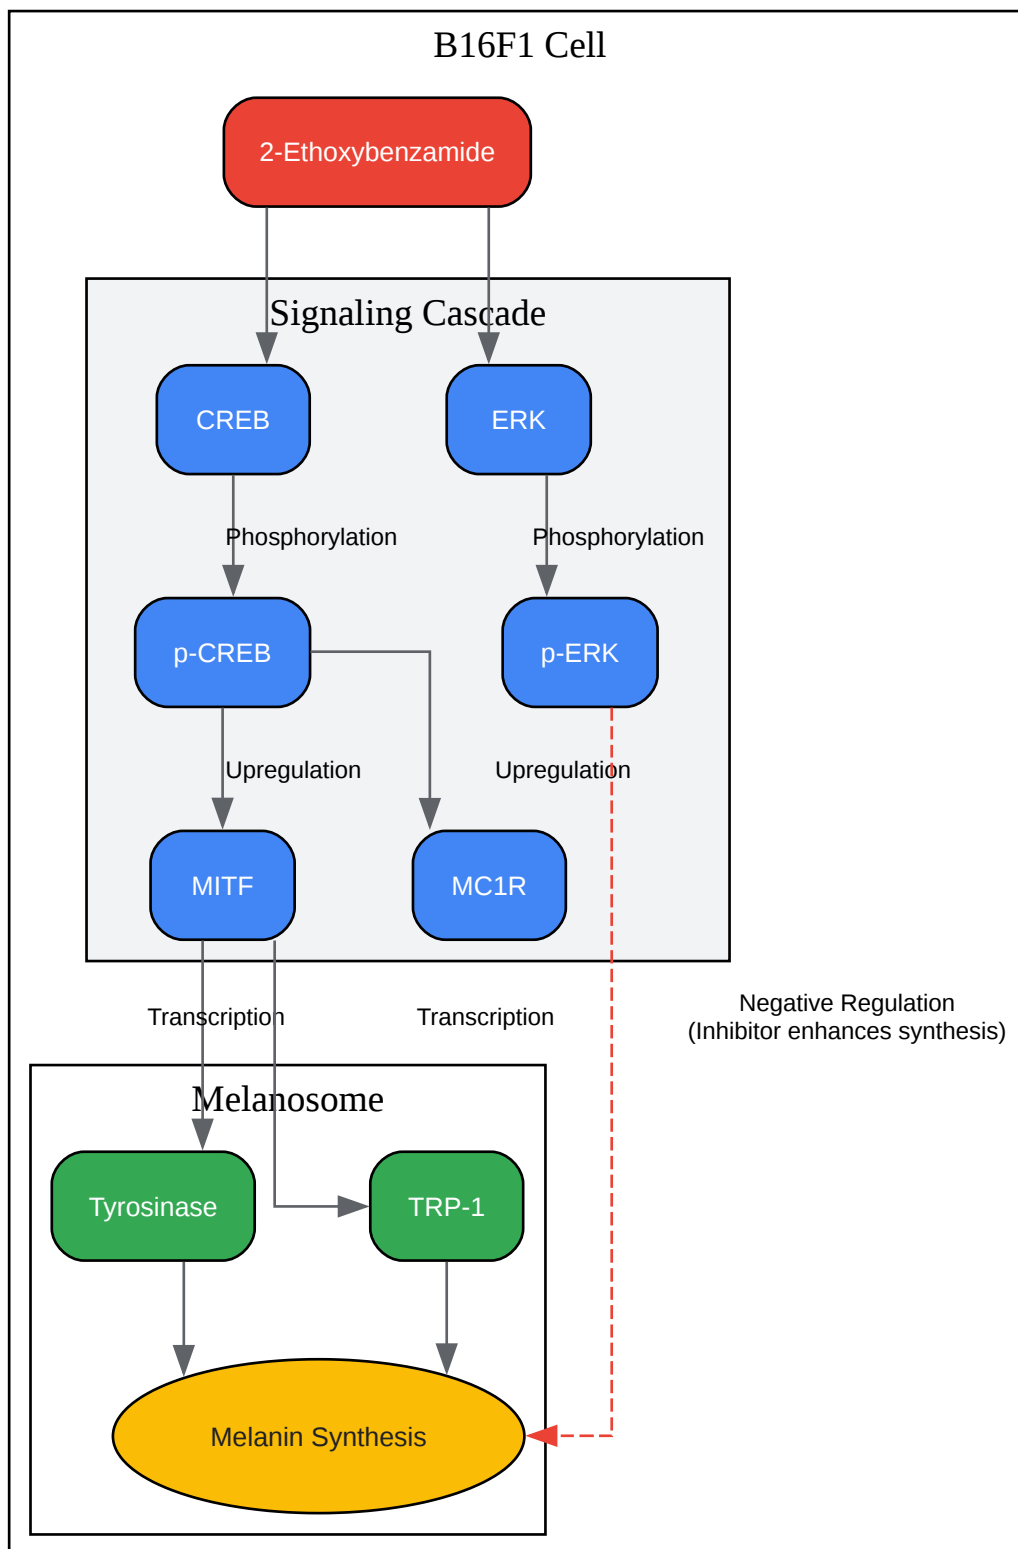 B16F1 Cell
2-Ethoxybenzamide
Signaling Cascade
CREB
ERK
Phosphorylation
Phosphorylation
p-CREB
p-ERK
Upregulation
Upregulation
MITF
MC1R
Transcription
Transcription
Negative Regulation
(Inhibitor enhances synthesis)
Melanosome
Tyrosinase
TRP-1
Melanin Synthesis